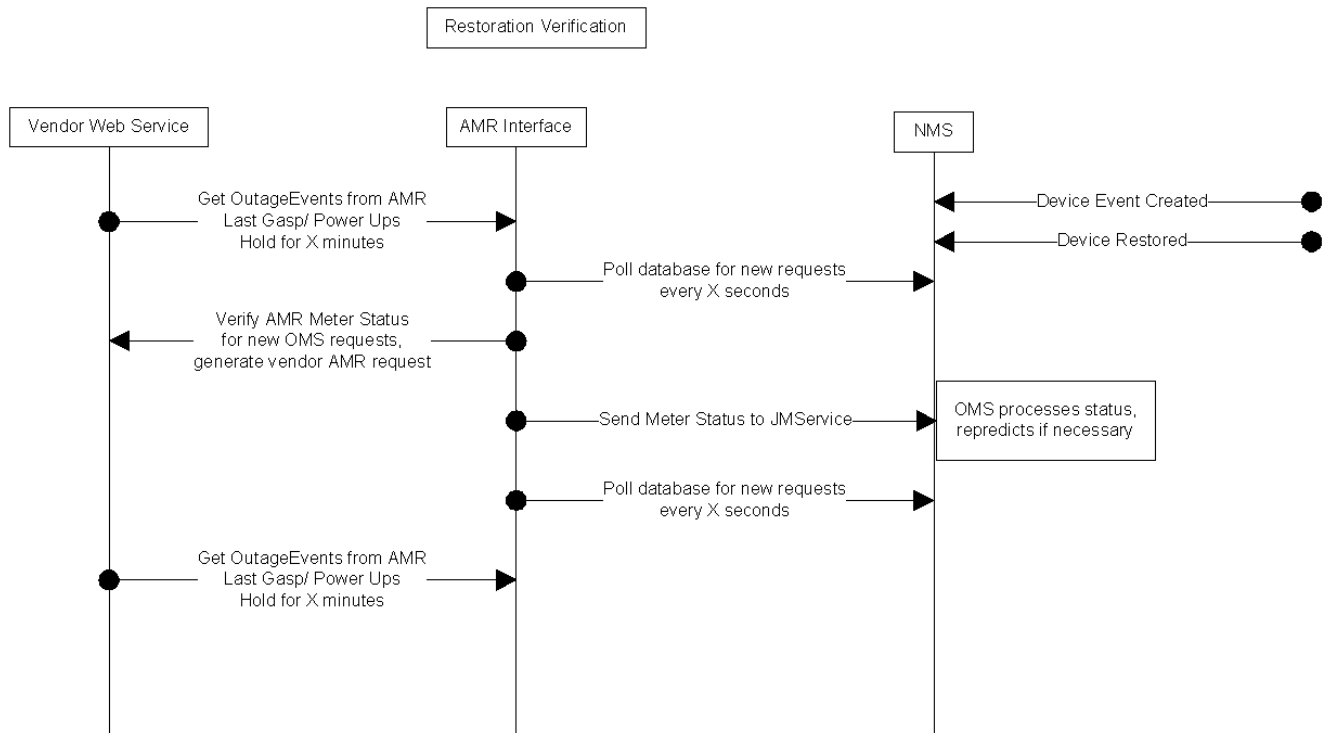 Restoration Verification
Vendor Web Service
AMR Interface
NMS
Get OutageEvents from AMR
Last Gasp/ Power Ups
Hold for X minutes
Device Event Created
Device Restored
Poll database for new requests
every X seconds
Verify AMR Meter Status
for new OMS requests,
generate vendor AMR request
Send Meter Status to JMService
OMS processes status,
repredicts if necessary
Poll database for new requests
every X seconds
Get OutageEvents from AMR
Last Gasp/ Power Ups
Hold for X minutes